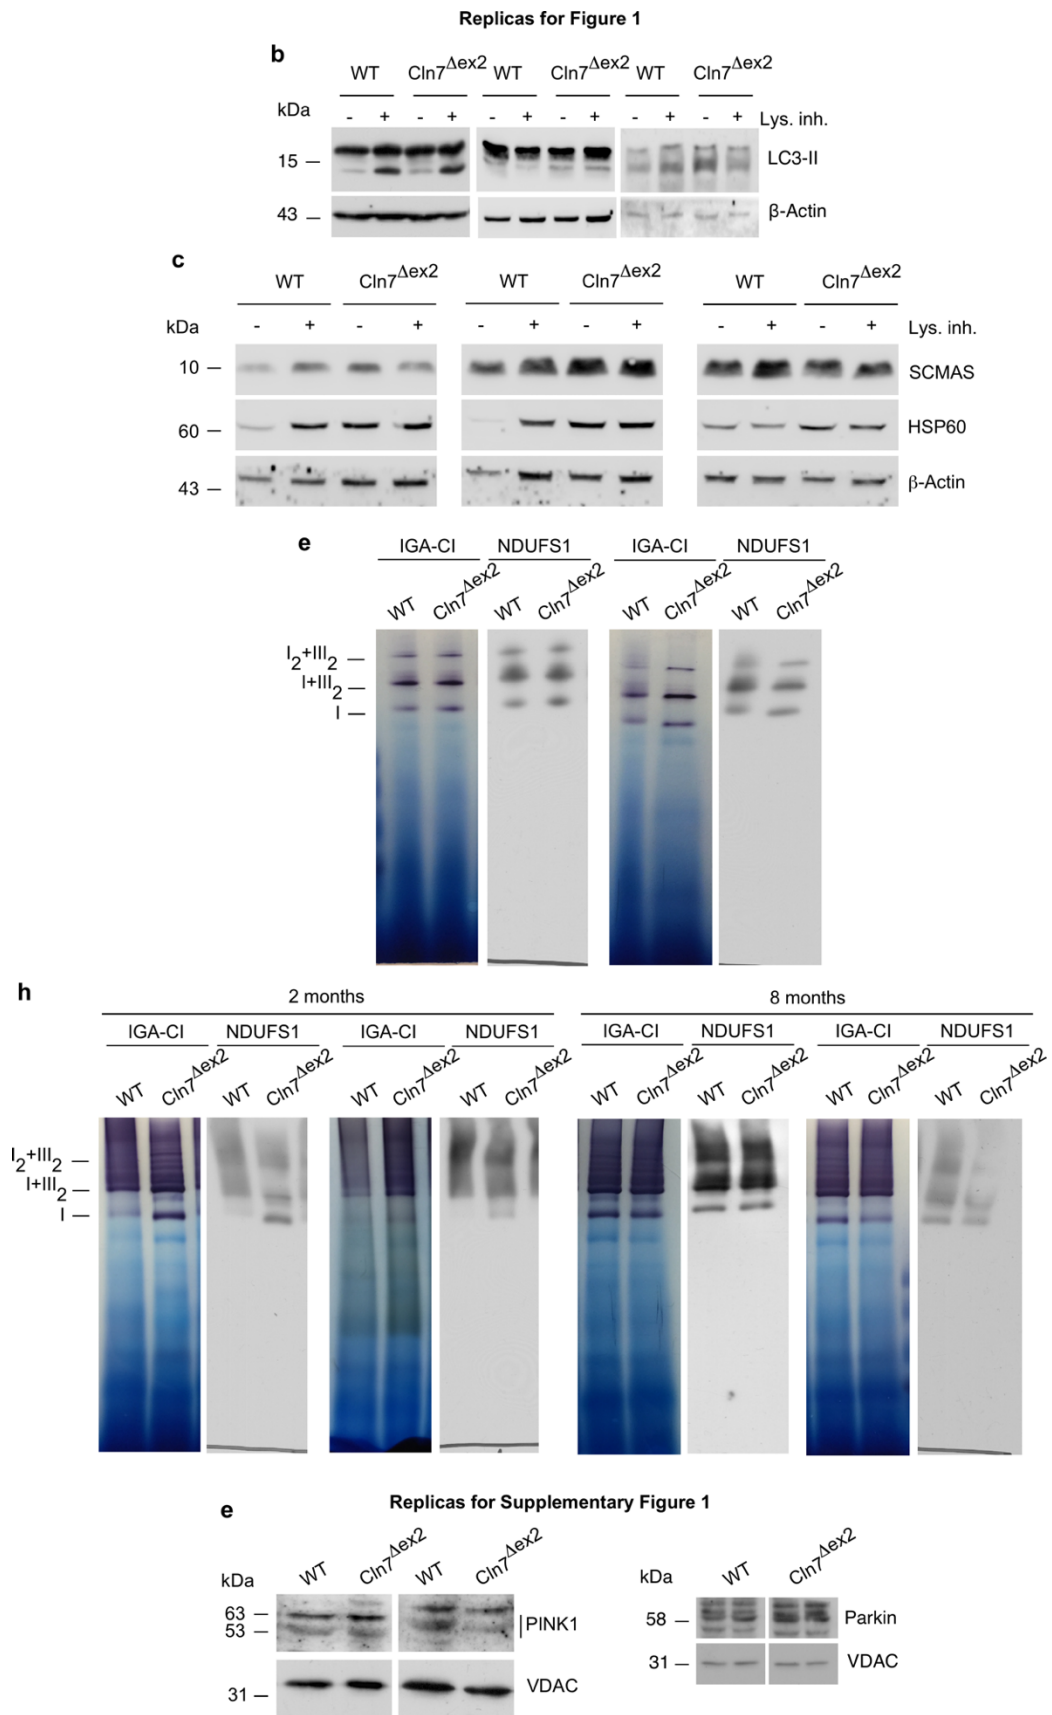 Replicas for Figure 1
b
WT Cln7Δex2 WT Cln7Δex2 WT Cln7Δex2
kDa
- + - + - + - + - + - + Lys. inh.
15 LC3-II
43 β-Actin
c
WT Cln7Δex2 WT Cln7Δex2 WT Cln7Δex2
kDa - + - + - + - + - + - + Lys. inh.
10 SCMAS
60 HSP60
43 β-Actin
e
IGA-CI NDUFS1 IGA-CI NDUFS1
WT Cln7Δex2 WT Cln7Δex2 WT Cln7Δex2 WT Cln7Δex2
I2+III2
I+III2
I
h
2 months 8 months
IGA-CI NDUFS1 IGA-CI NDUFS1 NDUFS1 IGA-CI NDUFS1 IGA-CI
WT Cln7Δex2 WT Cln7Δex2 WT Cln7Δex2 WT Cln7Δex2 WT Cln7Δex2 WT Cln7Δex2 WT Cln7Δex2 WT Cln7Δex2
I2+III2
I+III2
I
Replicas for Supplementary Figure 1
e
WT Cln7Δex2 WT Cln7Δex2 WT Cln7Δex2
kDa kDa
63
53 PINK1 58 Parkin
31 VDAC 31 VDAC